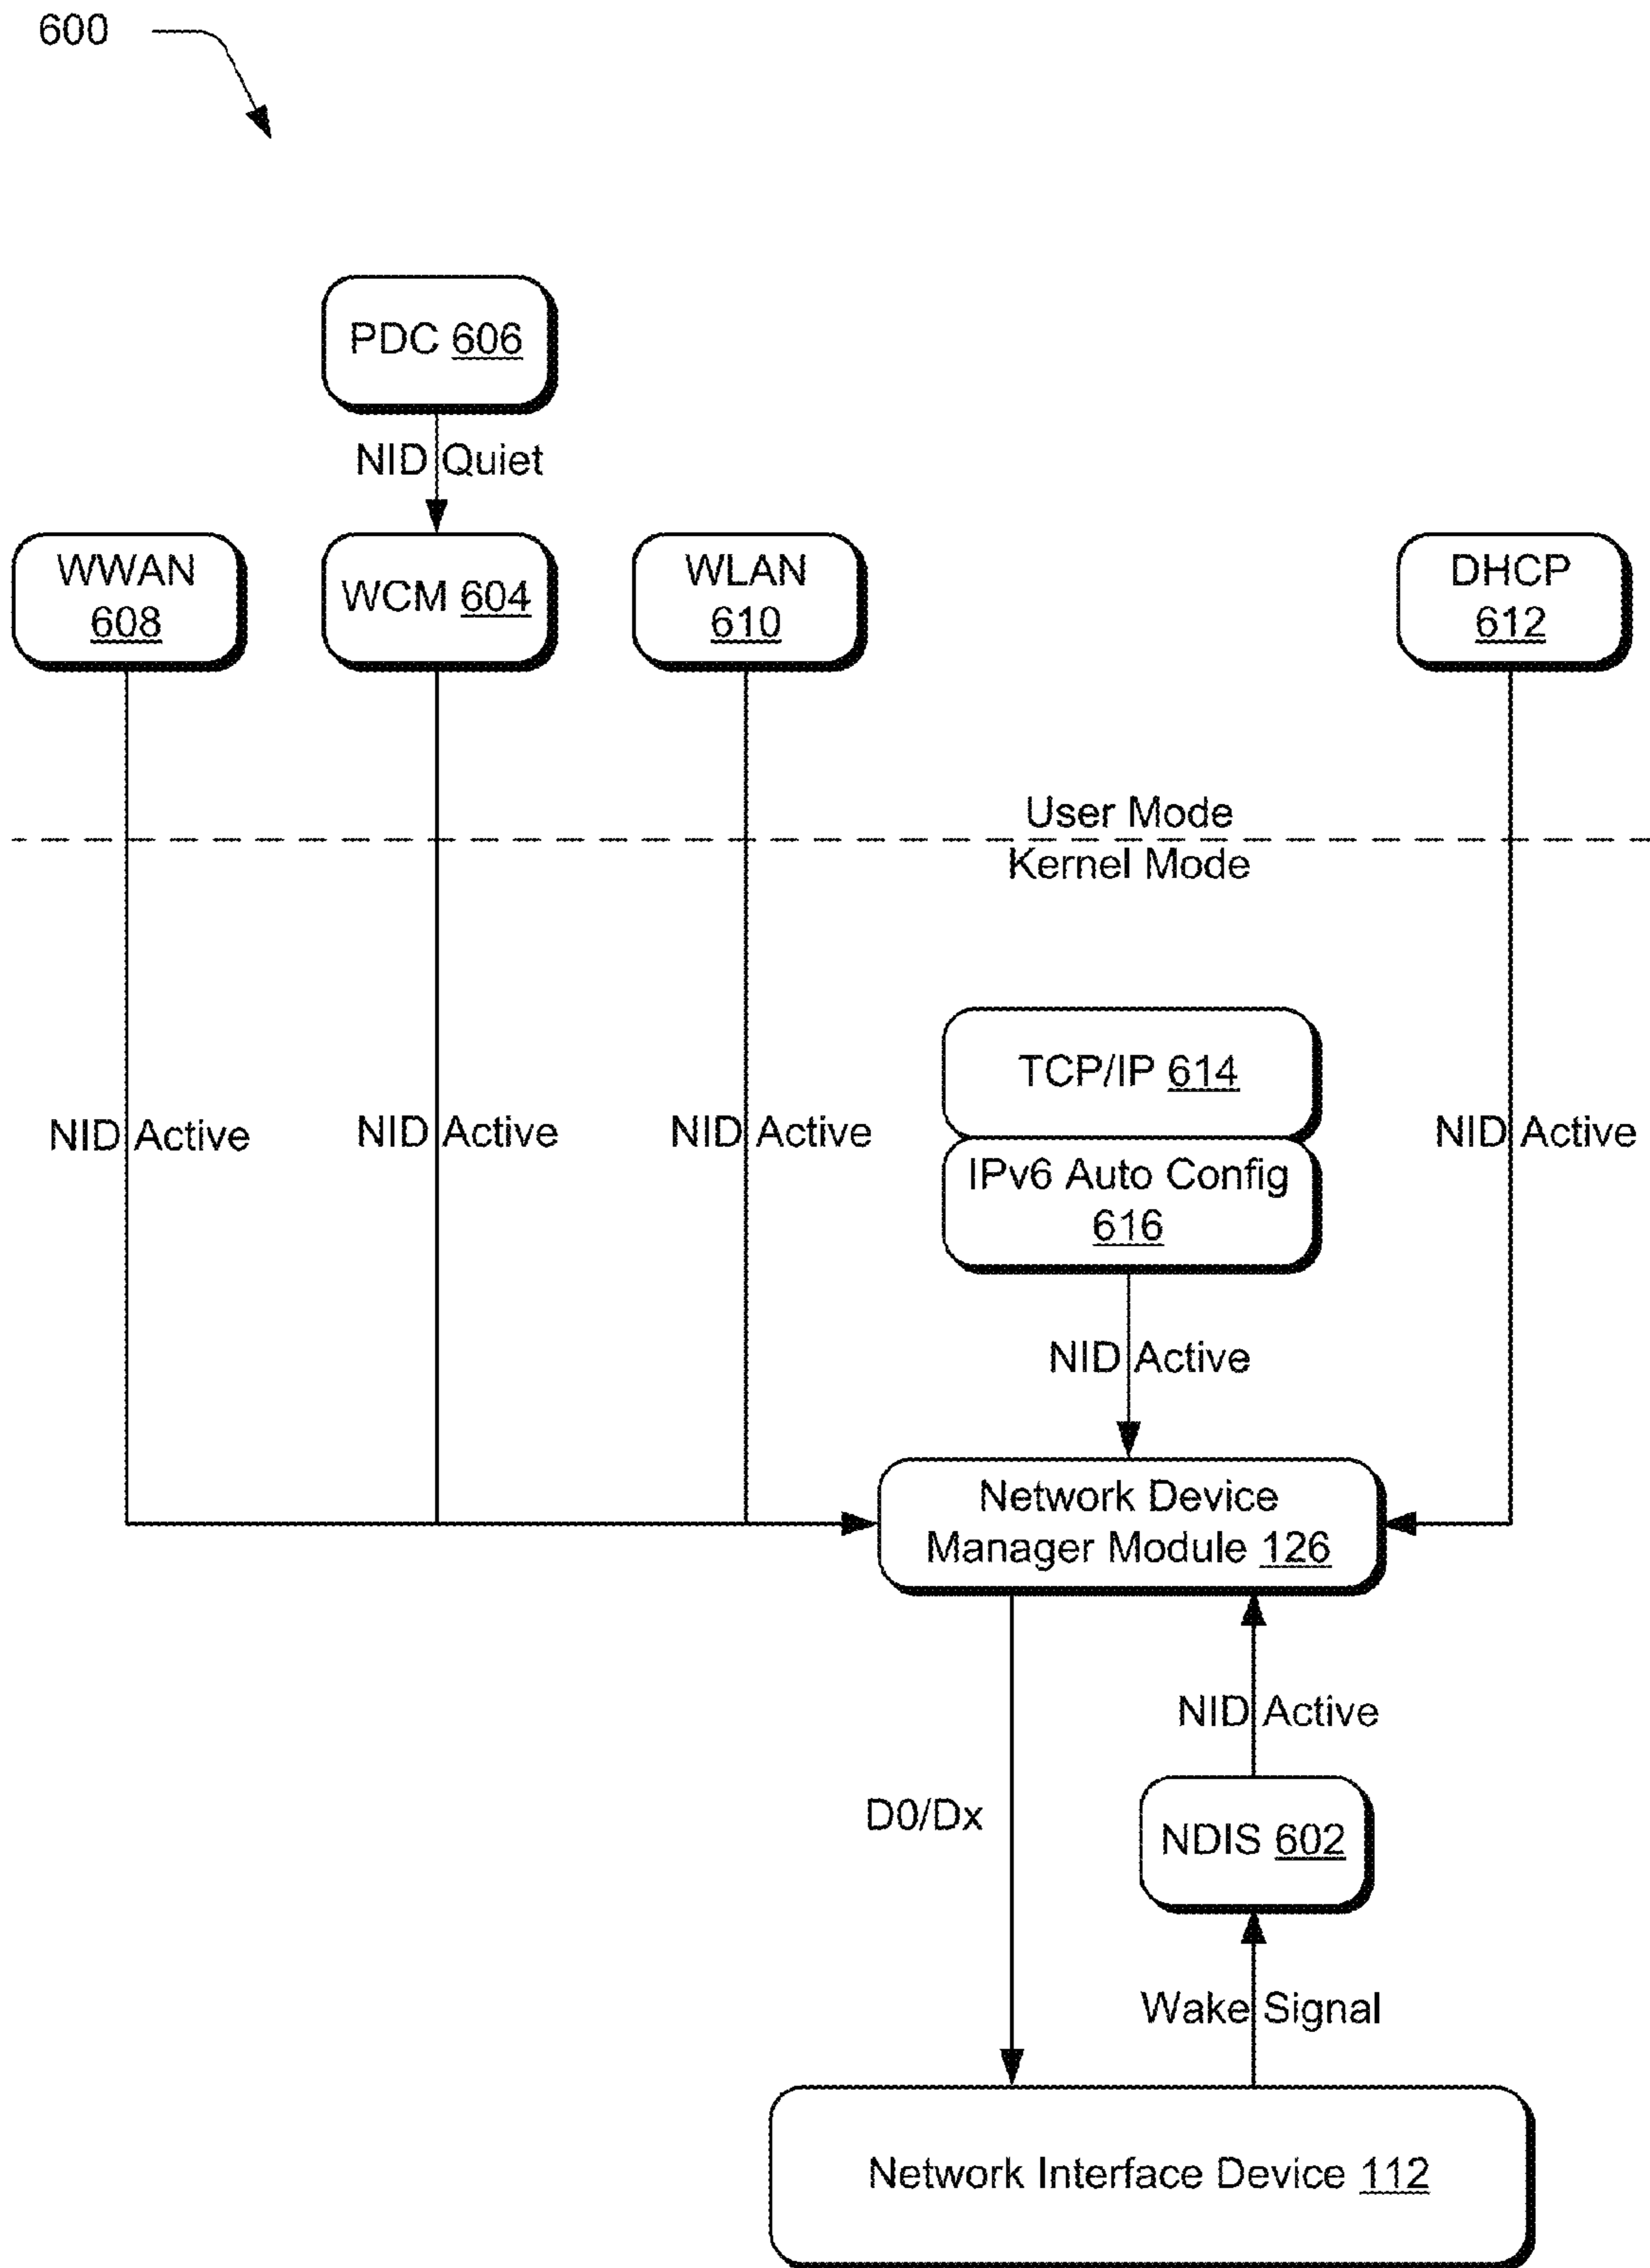 600
PDC 606
NID Quiet
WWAN
608
WCM 604
WLAN
610
DHCP
612
User Mode
Kernel Mode
TCP/IP 614
NID Active
NID Active
NID Active
NID Active
IPv6 Auto Config
616
NID Active
Network Device
Manager Module 126
NID Active
D0/Dx
NDIS 602
Wake Signal
Network Interface Device 112